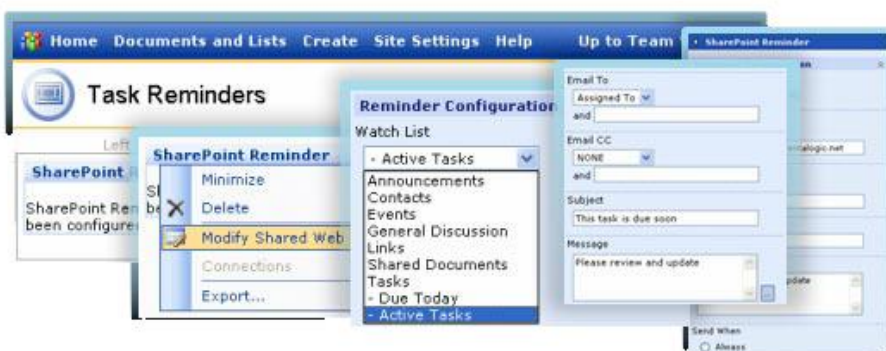 Home Documents and Lists Create Site Settings Help Up to Team
Task Reminders
Left
SharePoint
SharePoint Rem
been configure
SharePoint Reminder
Minimize
Delete
Modify Shared Web
Connections
Export...
Reminder Configuration
Watch List
- Active Tasks
Announcements
Contacts
Events
General Discussion
Links
Shared Documents
Tasks
- Due Today
- Active Tasks
Email To
Assigned To
and
Email CC
NONE
and
Subject
This task is due soon
Message
Please review and update
SharePoint Reminder
Send When
Always